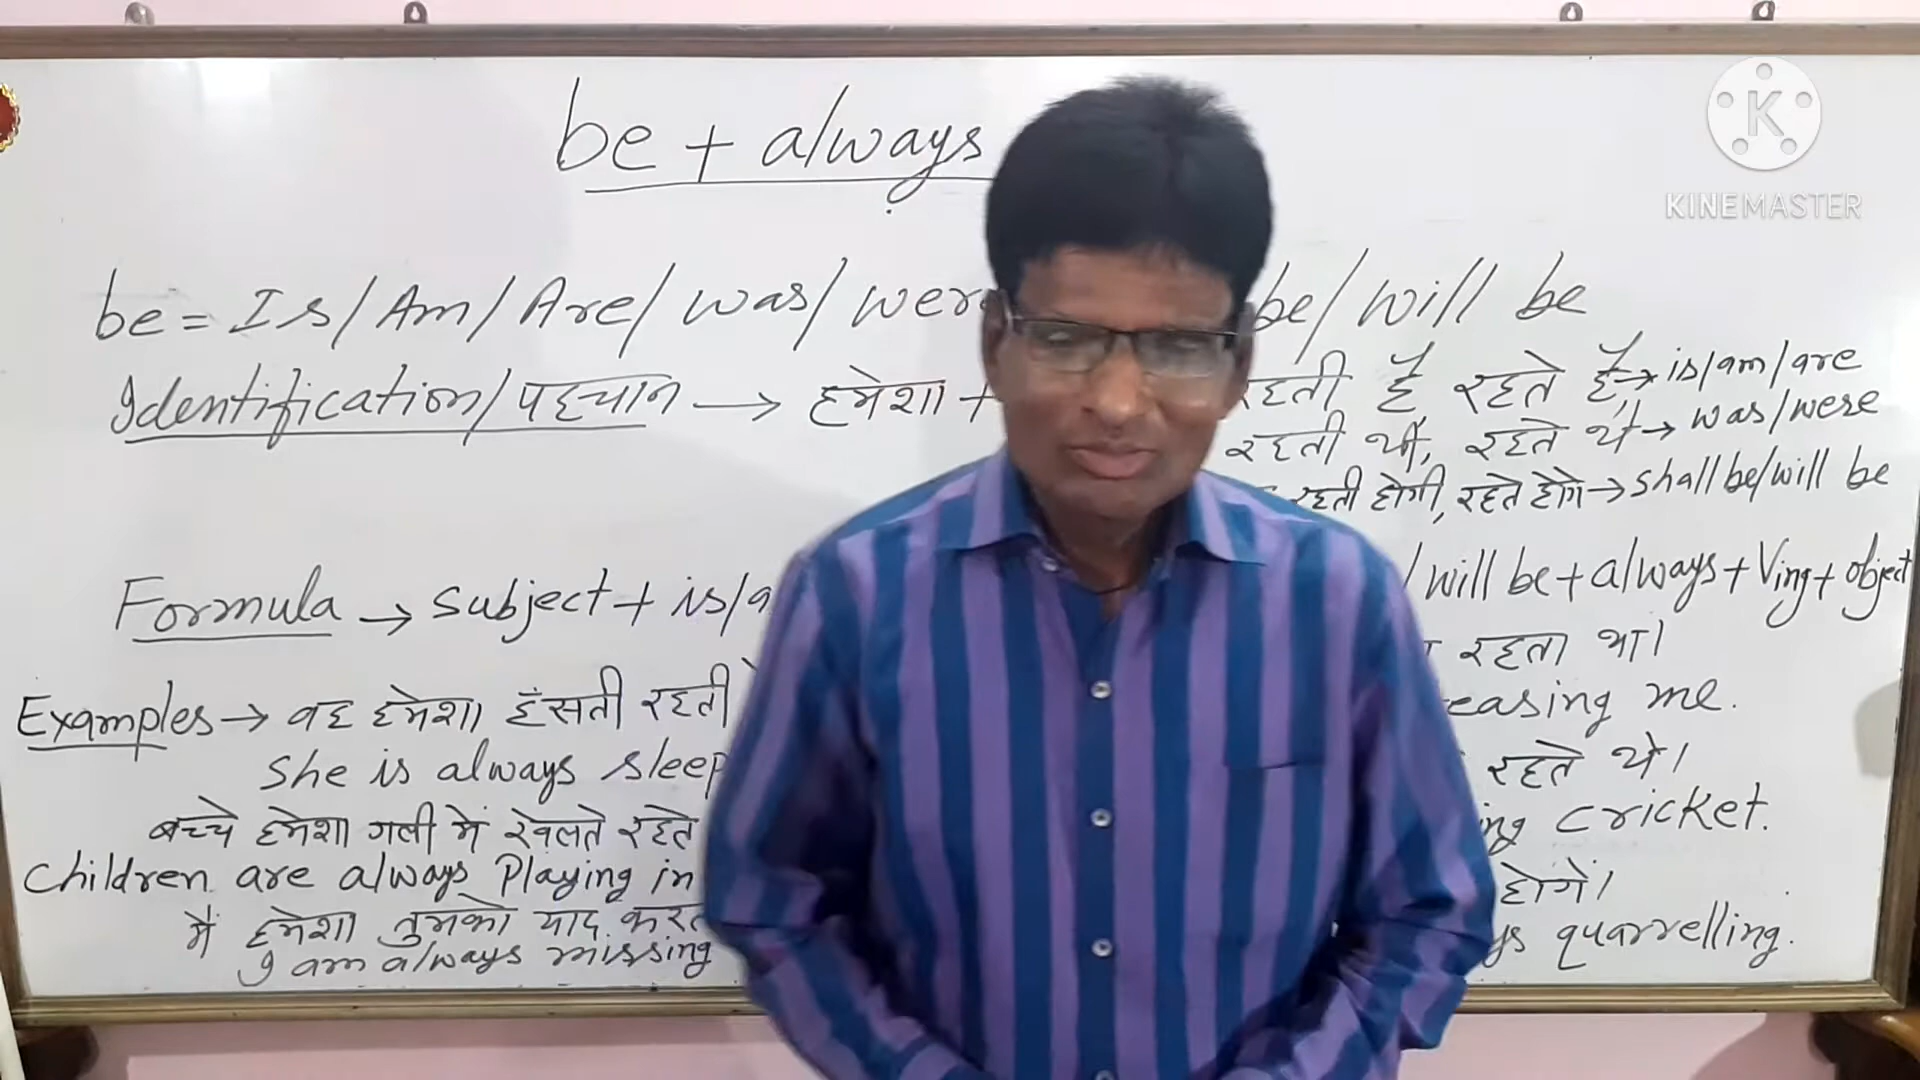 be + always
K
KINEMASTER
be = Is/Am/Are/was/were be/will be
Identification/पहचान → हमेशा + रहती है, रहते हैं → is/am/are
रहती थी, रहते थे → was/were
रहती होगी, रहते होंगे → shall be/will be
Formula → subject + is/a / will be + always + Ving + object
Examples → वह हमेशा हंसती रहती रहता था।
She is always sleep easing me.
बच्चे हमेशा गली में खेलते रहते रहते थे।
Children are always Playing in ing cricket.
मैं हमेशा तुमको याद करत होंगे।
I am always missing ys quarrelling.